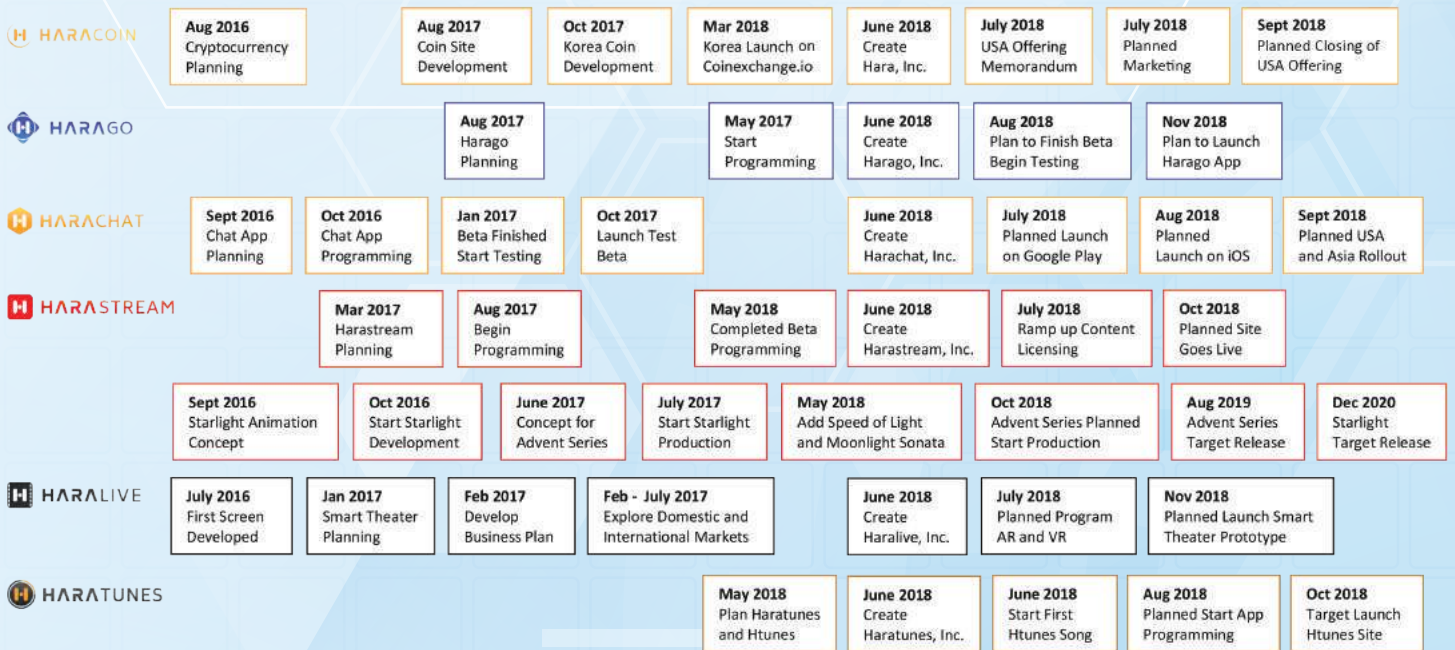 HARACOIN
Aug 2016
Cryptocurrency
Planning
Aug 2017
Coin Site
Development
Oct 2017
Korea Coin
Development
Mar 2018
Korea Launch on
Coinexchange.io
June 2018
Create
Hara, Inc.
July 2018
USA Offering
Memorandum
July 2018
Planned
Marketing
Sept 2018
Planned Closing of
USA Offering
HARAGO
Aug 2017
Harago
Planning
May 2017
Start
Programming
June 2018
Create
Harago, Inc.
Aug 2018
Plan to Finish Beta
Begin Testing
Nov 2018
Plan to Launch
Harago App
HARACHAT
Sept 2016
Chat App
Planning
Oct 2016
Chat App
Programming
Jan 2017
Beta Finished
Start Testing
Oct 2017
Launch Test
Beta
June 2018
Create
Harachat, Inc.
July 2018
Planned Launch
on Google Play
Aug 2018
Planned
Launch on iOS
Sept 2018
Planned USA
and Asia Rollout
HARASTREAM
Mar 2017
Harastream
Planning
Aug 2017
Begin
Programming
May 2018
Completed Beta
Programming
June 2018
Create
Harastream, Inc.
July 2018
Ramp up Content
Licensing
Oct 2018
Planned Site
Goes Live
Sept 2016
Starlight Animation
Concept
Oct 2016
Start Starlight
Development
June 2017
Concept for
Advent Series
July 2017
Start Starlight
Production
May 2018
Add Speed of Light
and Moonlight Sonata
Oct 2018
Advent Series Planned
Start Production
Aug 2019
Advent Series
Target Release
Dec 2020
Starlight
Target Release
HARALIVE
July 2016
First Screen
Developed
Jan 2017
Smart Theater
Planning
Feb 2017
Develop
Business Plan
Feb - July 2017
Explore Domestic and
International Markets
June 2018
Create
Haralive, Inc.
July 2018
Planned Program
AR and VR
Nov 2018
Planned Launch Smart
Theater Prototype
HARATUNES
May 2018
Plan Haratunes
and Htunes
June 2018
Create
Haratunes, Inc.
June 2018
Start First
Htunes Song
Aug 2018
Planned Start App
Programming
Oct 2018
Target Launch
Htunes Site